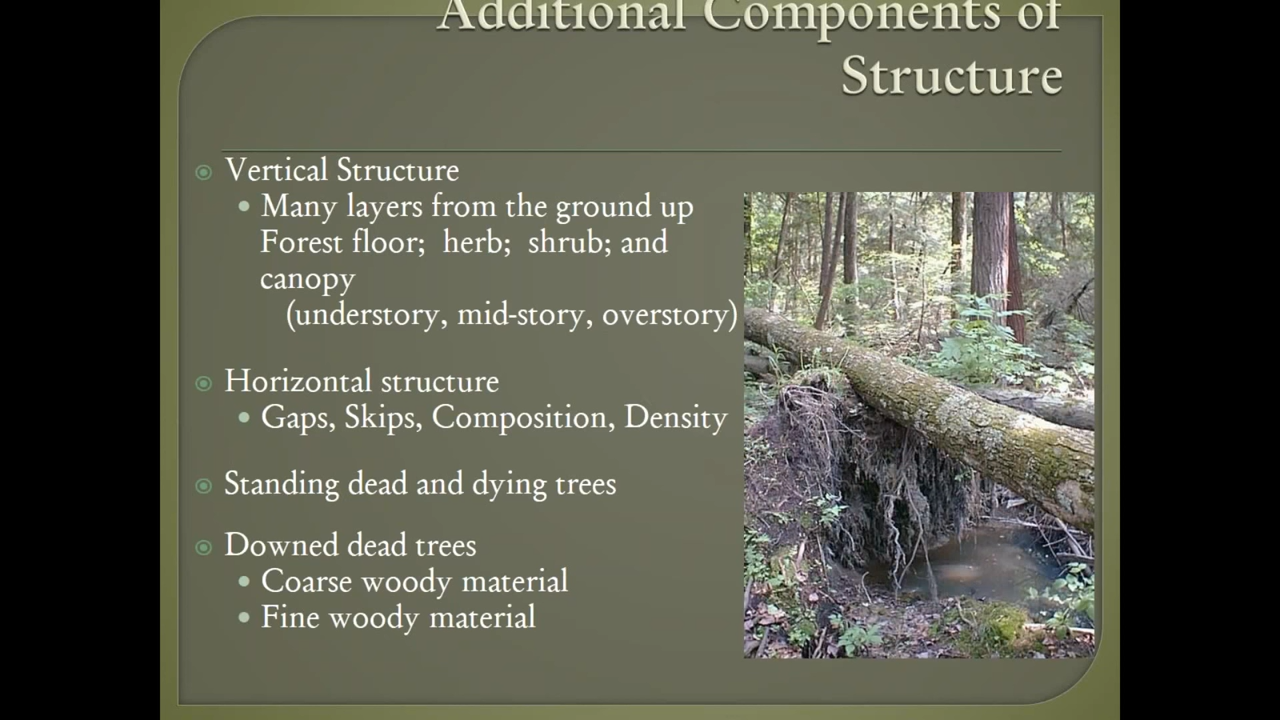 Additional Components of
Structure
Vertical Structure
Many layers from the ground up
Forest floor;  herb;  shrub; and
canopy
(understory, mid-story, overstory)
Horizontal structure
Gaps, Skips, Composition, Density
Standing dead and dying trees
Downed dead trees
Coarse woody material
Fine woody material